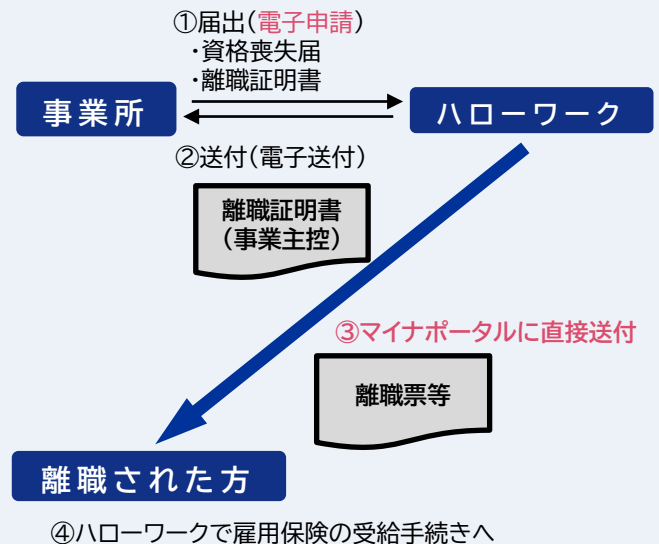 ①届出(電子申請)
・資格喪失届
・離職証明書
事業所
ハローワーク
②送付(電子送付)
離職証明書
(事業主控)
③マイナポータルに直接送付
離職票等
離職された方
④ハローワークで雇用保険の受給手続きへ